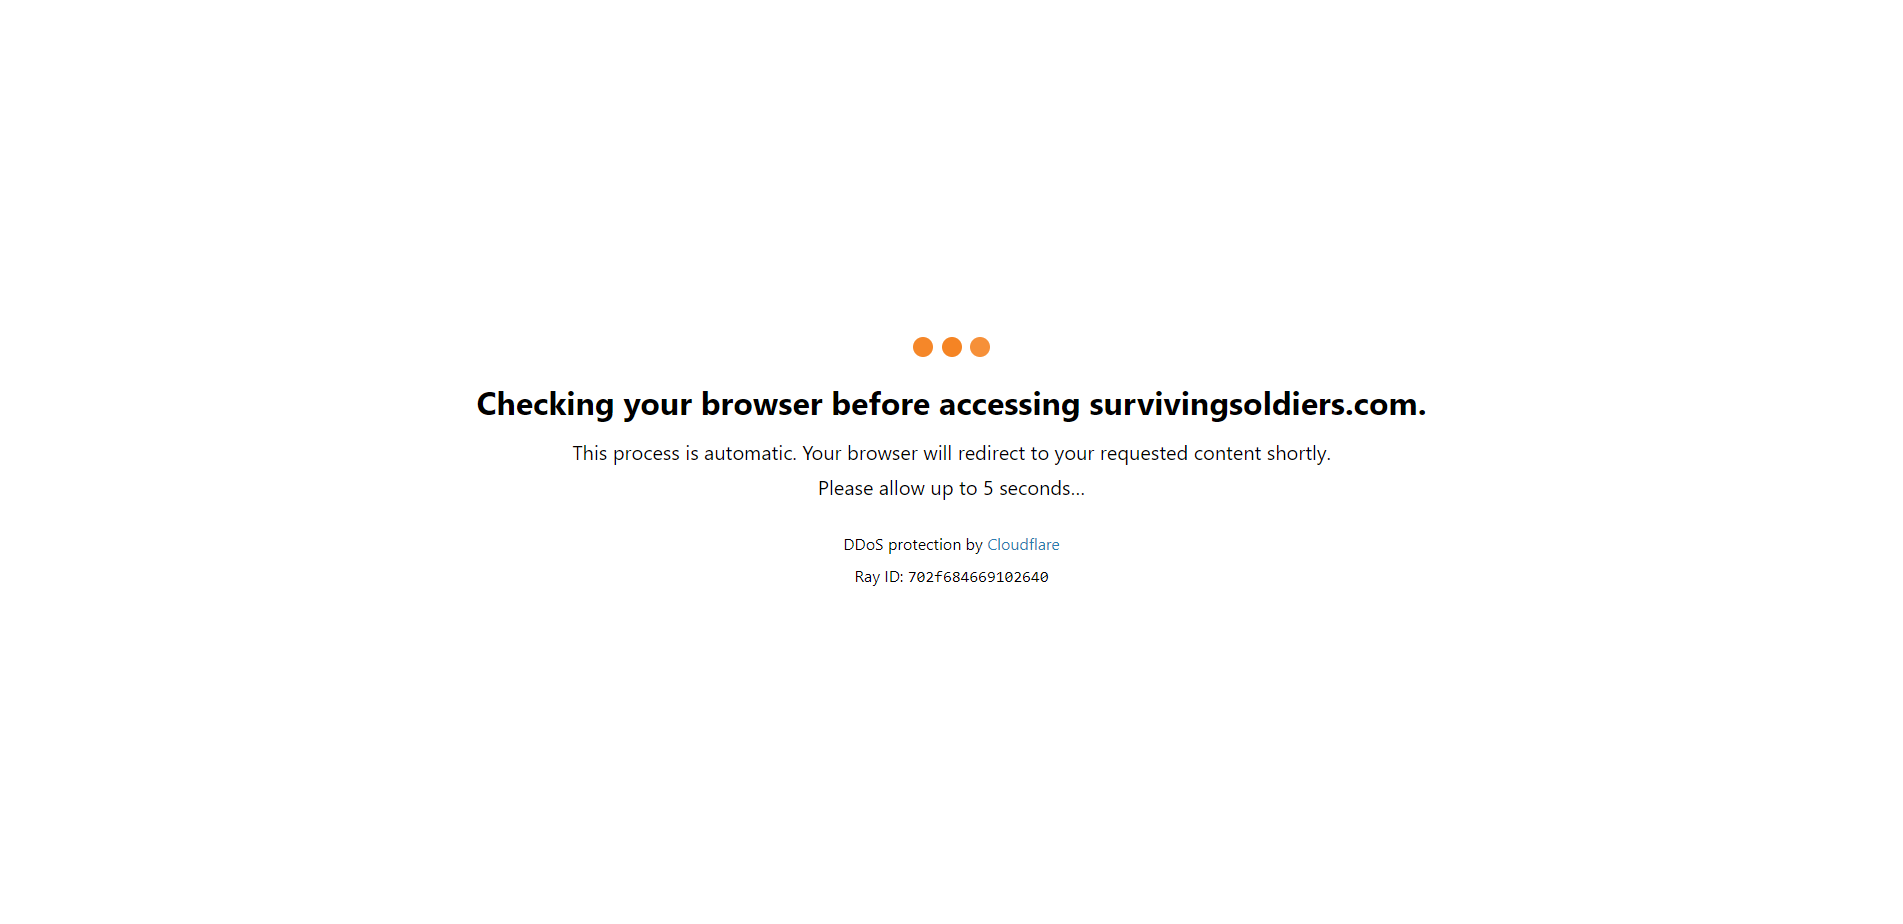 Checking your browser before accessing survivingsoldiers.com.
This process is automatic. Your browser will redirect to your requested content shortly.
Please allow up to 5 seconds...
DDoS protection by Cloudflare
Ray ID: 702f684669102640